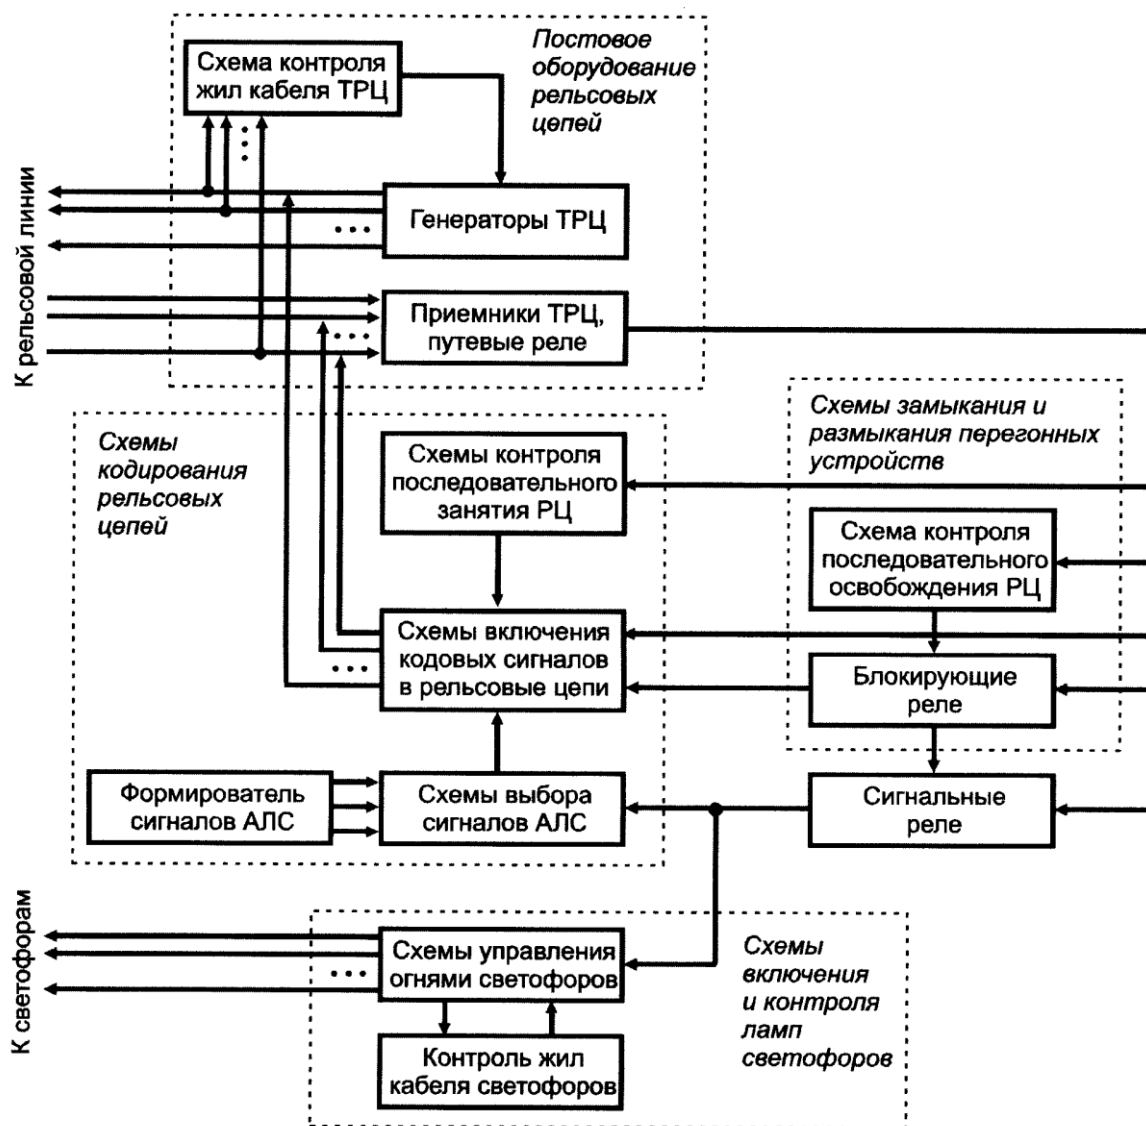 Схема контроля
жил кабеля ТРЦ
Постовое
оборудование
рельсовых
цепей
К рельсовой линии
Генераторы ТРЦ
Приемники ТРЦ,
путевые реле
Схемы
кодирования
рельсовых
цепей
Схемы контроля
последовательного
занятия РЦ
Схемы замыкания и
размыкания перегонных
устройств
Схема контроля
последовательного
освобождения РЦ
Схемы включения
кодовых сигналов
в рельсовые цепи
Блокирующие
реле
Формирователь
сигналов АЛС
Схемы выбора
сигналов АЛС
Сигнальные
реле
К светофорам
Схемы управления
огнями светофоров
Схемы
включения
и контроля
ламп
светофоров
Контроль жил
кабеля светофоров